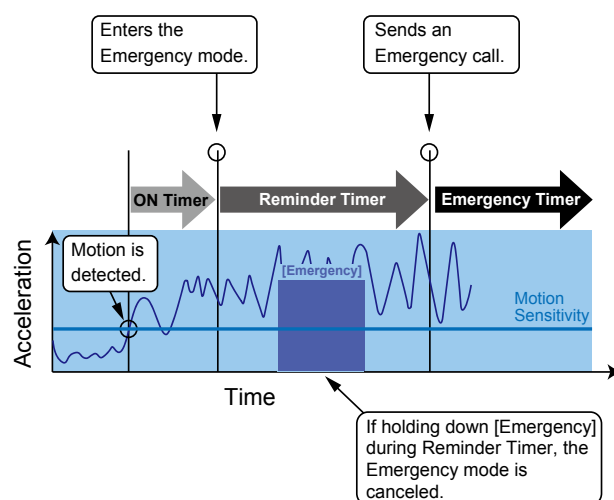 Enters the
Emergency mode.
Sends an
Emergency call.
ON Timer
Reminder Timer
Emergency Timer
Motion is
detected.
[Emergency]
Motion
Sensitivity
Acceleration
Time
If holding down [Emergency]
during Reminder Timer, the
Emergency mode is
canceled.